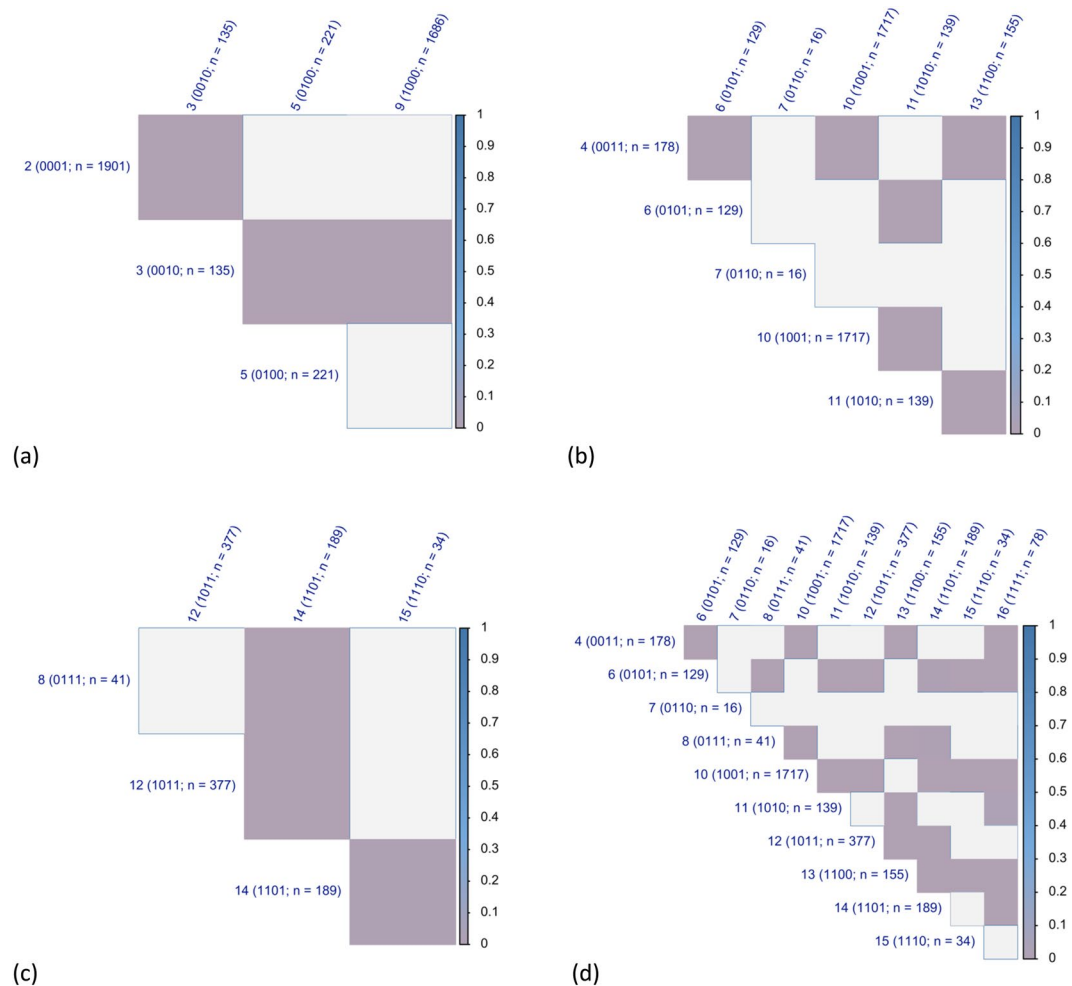 3 (0010; n = 135)
5 (0100; n = 221)
9 (1000; n = 1686)
2 (0001; n = 1901)
3 (0010; n = 135)
5 (0100; n = 221)
1
0.9
0.8
0.7
0.6
0.5
0.4
0.3
0.2
0.1
0
(a)
6 (0101; n = 129)
7 (0110; n = 16)
10 (1001; n = 1717)
11 (1010; n = 139)
13 (1100; n = 155)
4 (0011; n = 178)
6 (0101; n = 129)
7 (0110; n = 16)
10 (1001; n = 1717)
11 (1010; n = 139)
1
0.9
0.8
0.7
0.6
0.5
0.4
0.3
0.2
0.1
0
(b)
12 (1011; n = 377)
14 (1101; n = 189)
15 (1110; n = 34)
8 (0111; n = 41)
12 (1011; n = 377)
14 (1101; n = 189)
1
0.9
0.8
0.7
0.6
0.5
0.4
0.3
0.2
0.1
0
(c)
6 (0101; n = 129)
7 (0110; n = 16)
8 (0111; n = 41)
10 (1001; n = 1717)
11 (1010; n = 139)
12 (1011; n = 377)
13 (1100; n = 155)
14 (1101; n = 189)
15 (1110; n = 34)
16 (1111; n = 78)
4 (0011; n = 178)
6 (0101; n = 129)
7 (0110; n = 16)
8 (0111; n = 41)
10 (1001; n = 1717)
11 (1010; n = 139)
12 (1011; n = 377)
13 (1100; n = 155)
14 (1101; n = 189)
15 (1110; n = 34)
1
0.9
0.8
0.7
0.6
0.5
0.4
0.3
0.2
0.1
0
(d)